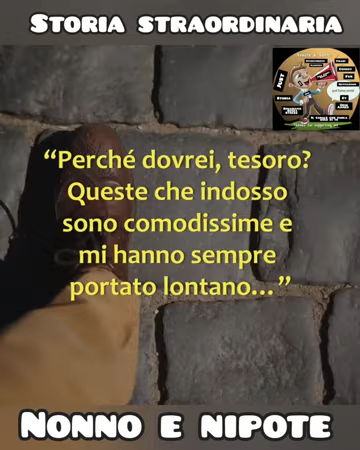 Storia straordinaria
“Perché dovrei, tesoro?
Queste che indosso
sono comodissime e
mi hanno sempre
portato lontano…”
Nonno e nipote